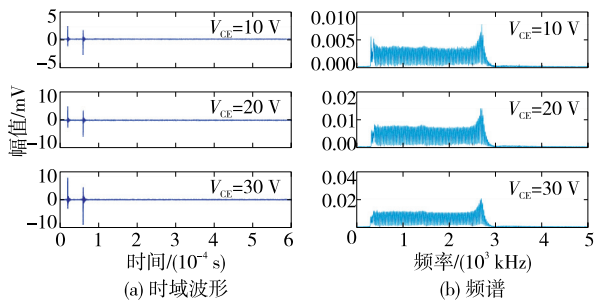 5
0
−5
V_CE=10 V
0.010
0.005
0.000
V_CE=10 V
幅值/mV
10
0
−10
V_CE=20 V
0.02
0.01
0.00
V_CE=20 V
10
0
−10
V_CE=30 V
0.04
0.02
V_CE=30 V
0 1 2 3 4 5 6
0 1 2 3 4 5
时间/(10⁻⁴ s)
频率/(10³ kHz)
(a) 时域波形
(b) 频谱